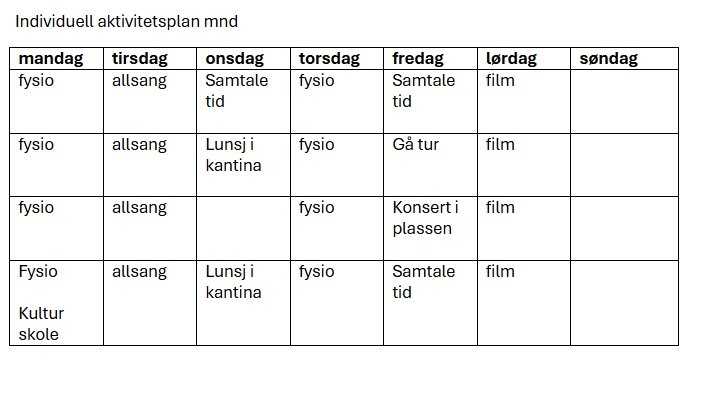 Individuell aktivitetsplan mnd
mandag tirsdag onsdag torsdag fredag lørdag søndag
fysio allsang Samtale fysio Samtale film
tid tid
fysio allsang Lunsj i fysio Gå tur film
kantina
fysio allsang fysio Konsert i film
plassen
Fysio allsang Lunsj i fysio Samtale film
kantina tid
Kultur
skole